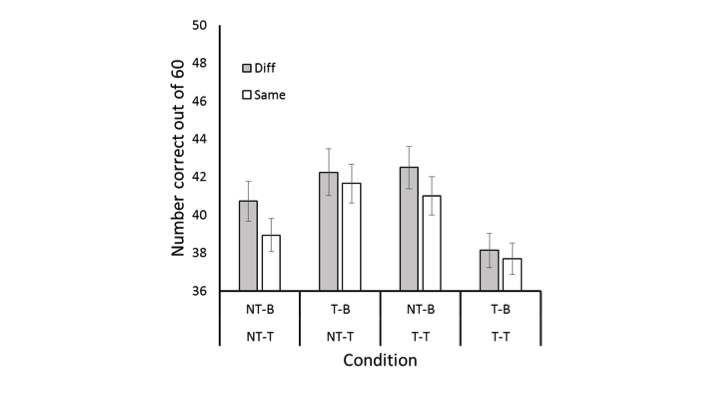 50
48
46
44
42
40
38
36
Number correct out of 60
Diff
Same
NT-B T-B NT-B T-B
NT-T NT-T T-T T-T
Condition